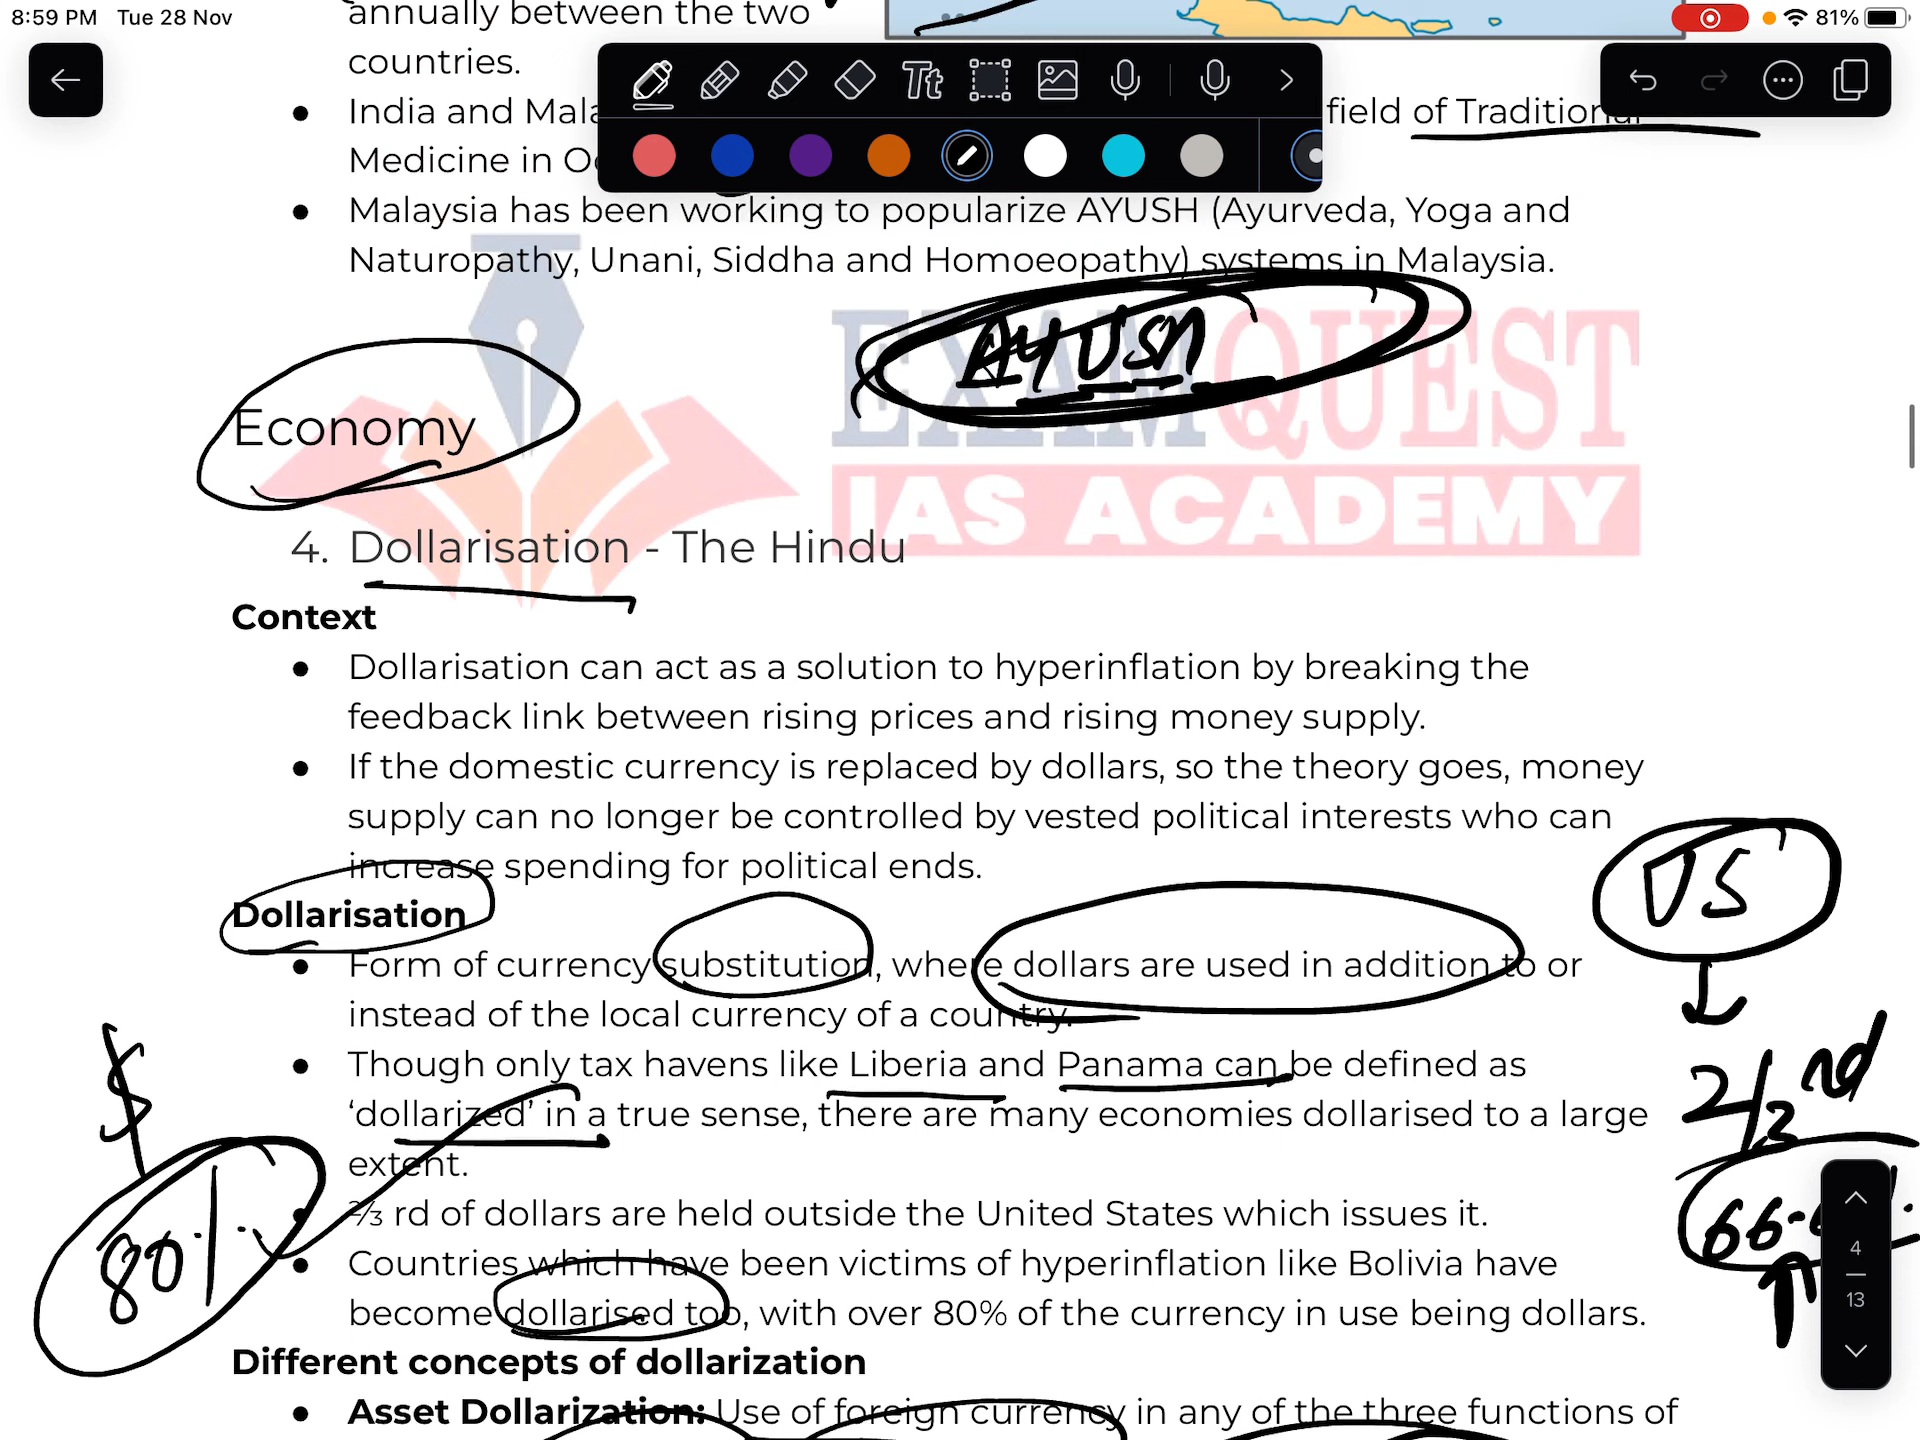 8:59 PM Tue 28 Nov
81%
annually between the two
countries.
India and Mala field of Traditional
Medicine in Oc
Malaysia has been working to popularize AYUSH (Ayurveda, Yoga and
Naturopathy, Unani, Siddha and Homoeopathy) systems in Malaysia.
AYUSH
EXAMQUEST
IAS ACADEMY
Economy
4. Dollarisation - The Hindu
Context
Dollarisation can act as a solution to hyperinflation by breaking the
feedback link between rising prices and rising money supply.
If the domestic currency is replaced by dollars, so the theory goes, money
supply can no longer be controlled by vested political interests who can
increase spending for political ends.
US
Dollarisation
Form of currency substitution, where dollars are used in addition to or
instead of the local currency of a country.
Though only tax havens like Liberia and Panama can be defined as
‘dollarized’ in a true sense, there are many economies dollarised to a large
extent.
$
80%
2/3rd
66.
⅔ rd of dollars are held outside the United States which issues it.
Countries which have been victims of hyperinflation like Bolivia have
become dollarised too, with over 80% of the currency in use being dollars.
4
13
Different concepts of dollarization
Asset Dollarization: Use of foreign currency in any of the three functions of